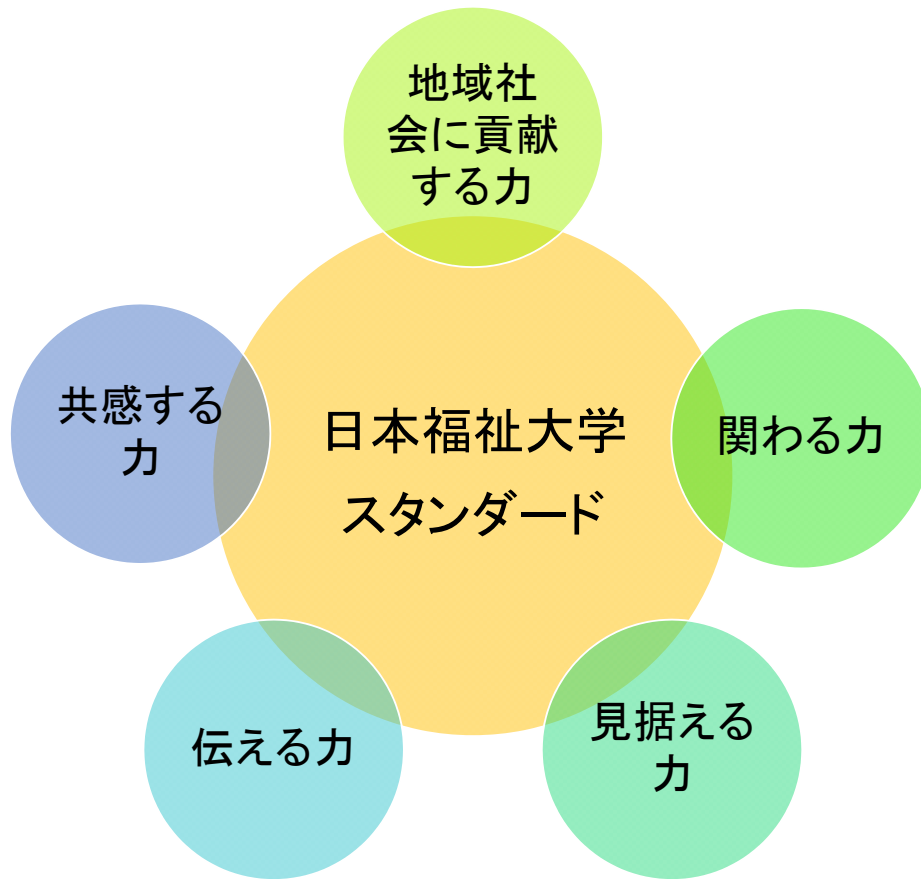 地域社
会に貢献
する力
共感する
力
日本福祉大学
スタンダード
関わる力
伝える力
見据える
力